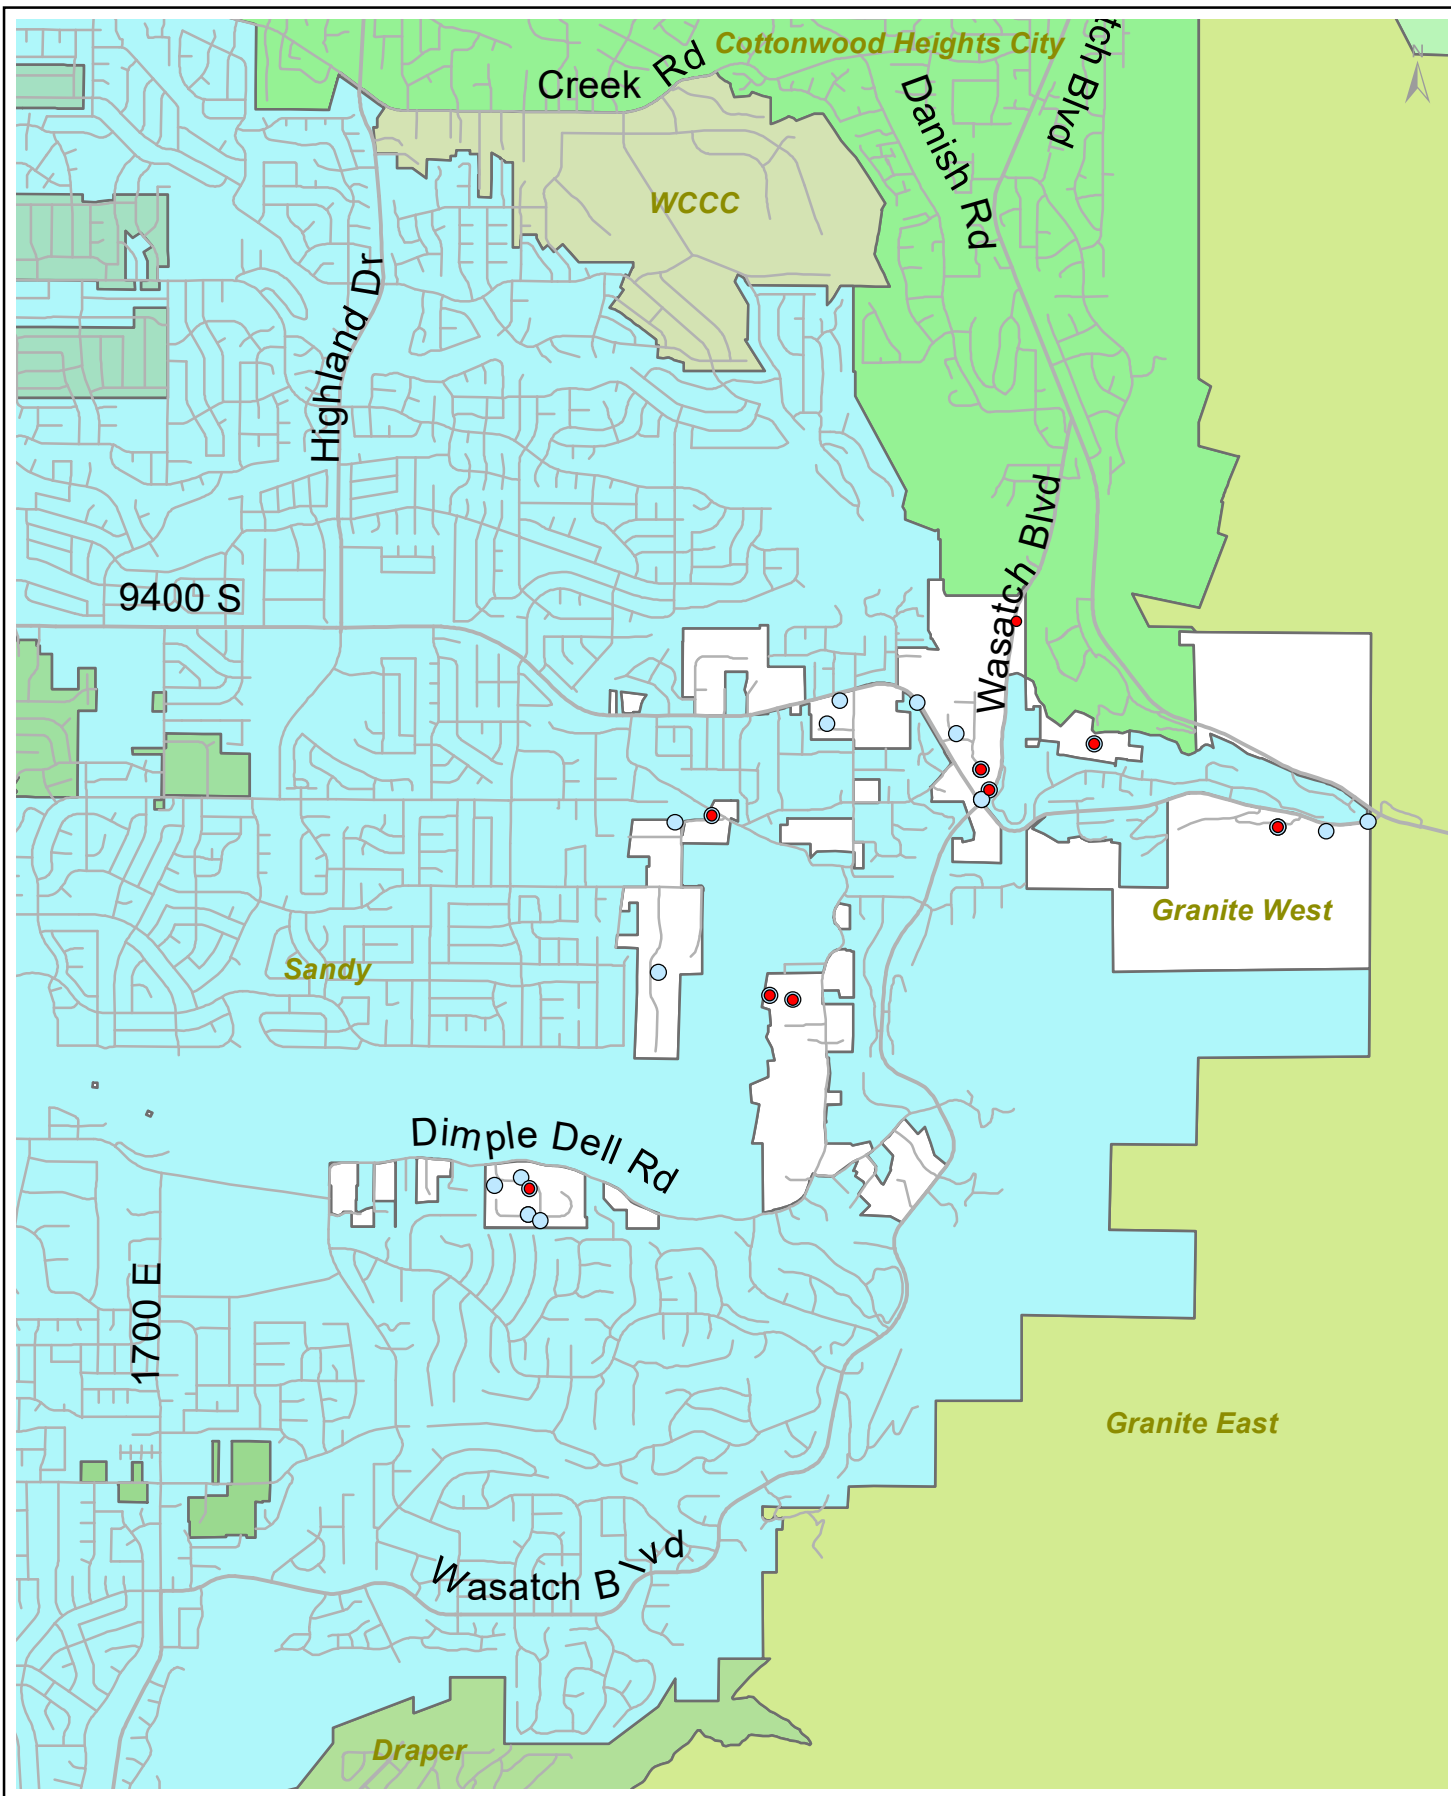 Cottonwood Heights City
Creek Rd
tch Blvd
N
Danish Rd
WCCC
Highland Dr
Wasatch Blvd
9400 S
Granite West
Sandy
Dimple Dell Rd
1700 E
Granite East
Wasatch Blvd
Draper